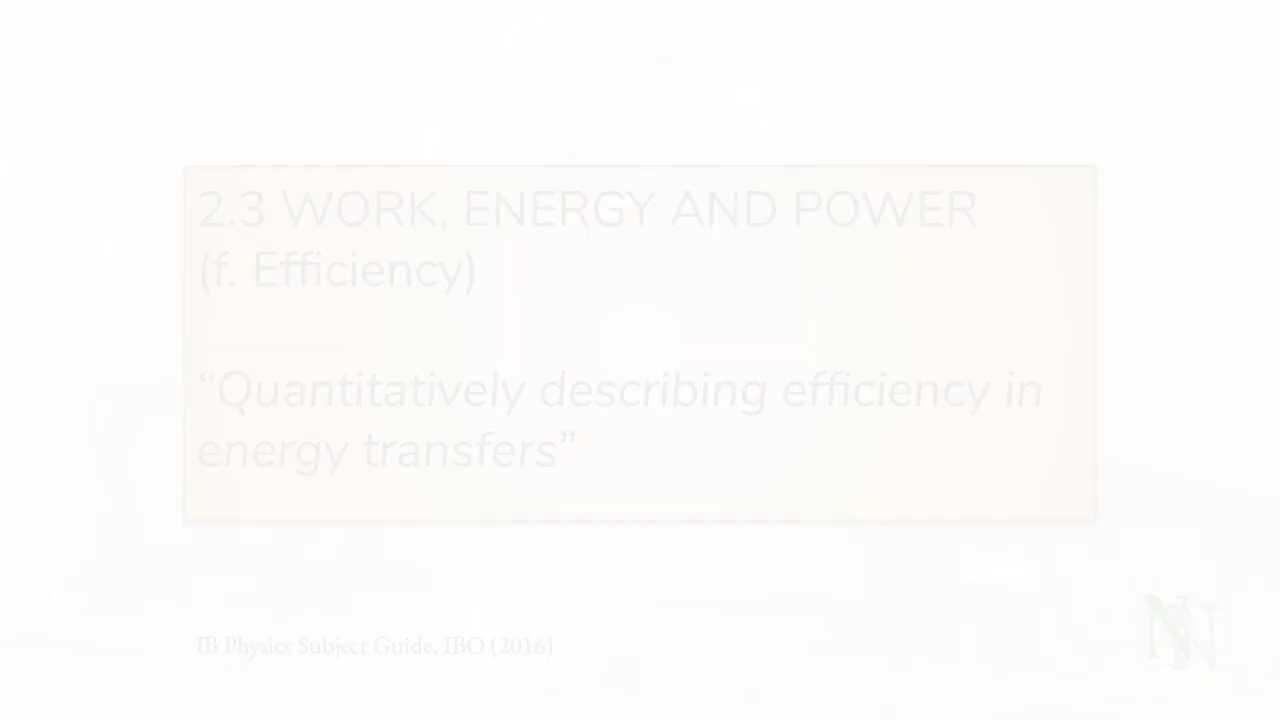 2.3 WORK, ENERGY AND POWER
(f. Efficiency)
“Quantitatively describing efficiency in
energy transfers”
IB Physics Subject Guide, IBO (2016)
NN